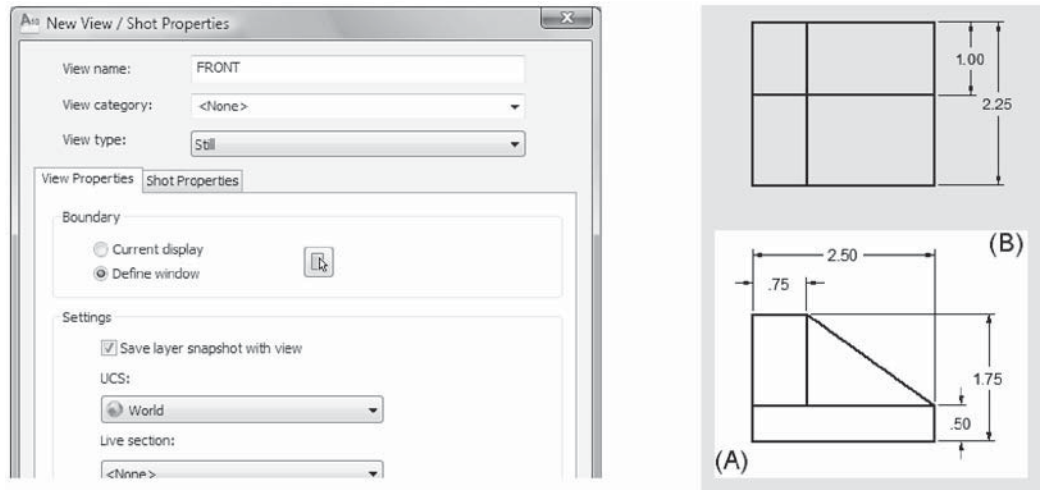 New View / Shot Properties
View name: FRONT
View category: <None>
View type: Still
View Properties Shot Properties
Boundary
Current display
Define window
Settings
Save layer snapshot with view
UCS:
World
Live section:
<None>
1.00
2.25
(B)
2.50
.75
1.75
.50
(A)